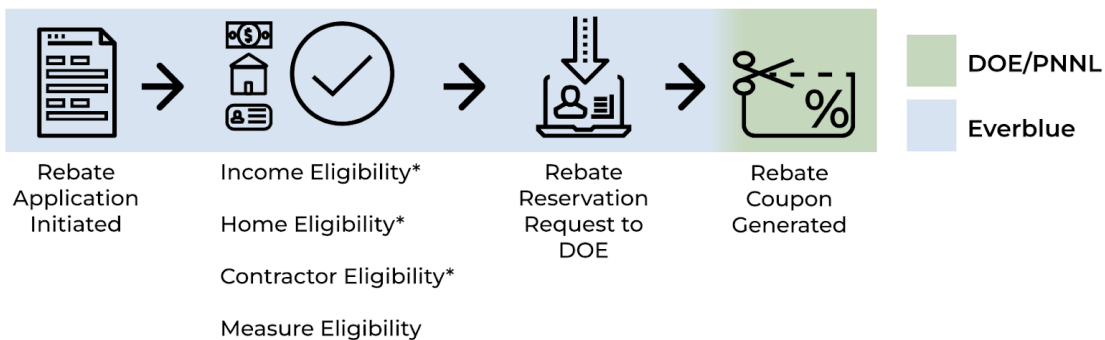 %
DOE/PNNL
Everblue
Rebate
Application
Initiated
Income Eligibility*
Home Eligibility*
Contractor Eligibility*
Measure Eligibility
Rebate
Reservation
Request to
DOE
Rebate
Coupon
Generated